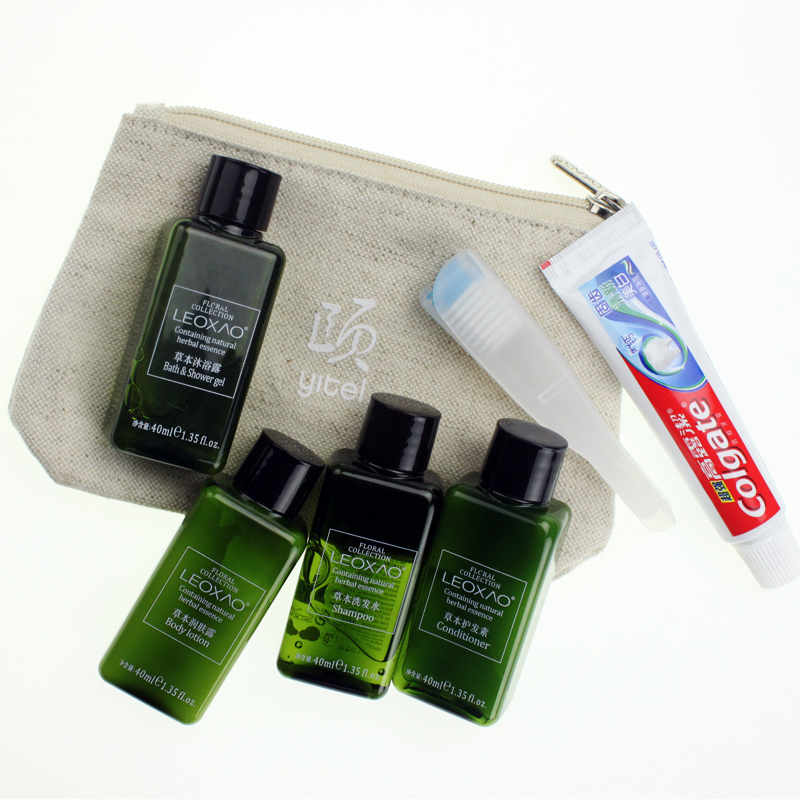 FLORAL
COLLECTION
LEOXAO®
Containing natural
herbal essence
草本沐浴露
Bath & Shower gel
净含量:40ml℮1.35 fl.oz.
颐
yitel
FLORAL
COLLECTION
LEOXAO®
Containing natural
herbal essence
草本润肤露
Body lotion
净含量:40ml℮1.35 fl.oz.
FLORAL
COLLECTION
LEOXAO®
Containing natural
herbal essence
草本洗发水
Shampoo
净含量:40ml℮1.35 fl.oz.
FLORAL
COLLECTION
LEOXAO®
Containing natural
herbal essence
草本护发素
Conditioner
净含量:40ml℮1.35 fl.oz.
Colgate®
超强
高露洁®
美白